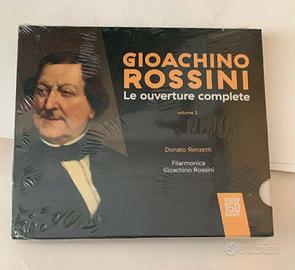 GIOACHINO
ROSSINI
Le ouverture complete
volume 2
Donato Renzetti
Filarmonica
Gioachino Rossini
150